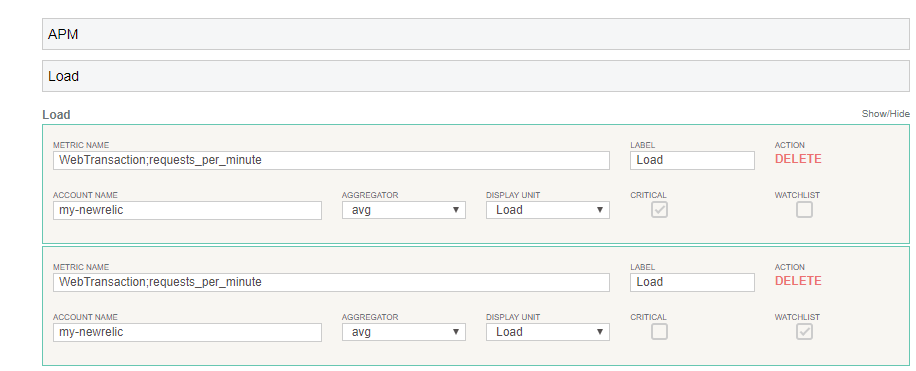 APM
Load
Load Show/Hide
METRIC NAME LABEL ACTION
WebTransaction;requests_per_minute Load DELETE
ACCOUNT NAME AGGREGATOR DISPLAY UNIT CRITICAL WATCHLIST
my-newrelic avg Load
METRIC NAME LABEL ACTION
WebTransaction;requests_per_minute Load DELETE
ACCOUNT NAME AGGREGATOR DISPLAY UNIT CRITICAL WATCHLIST
my-newrelic avg Load